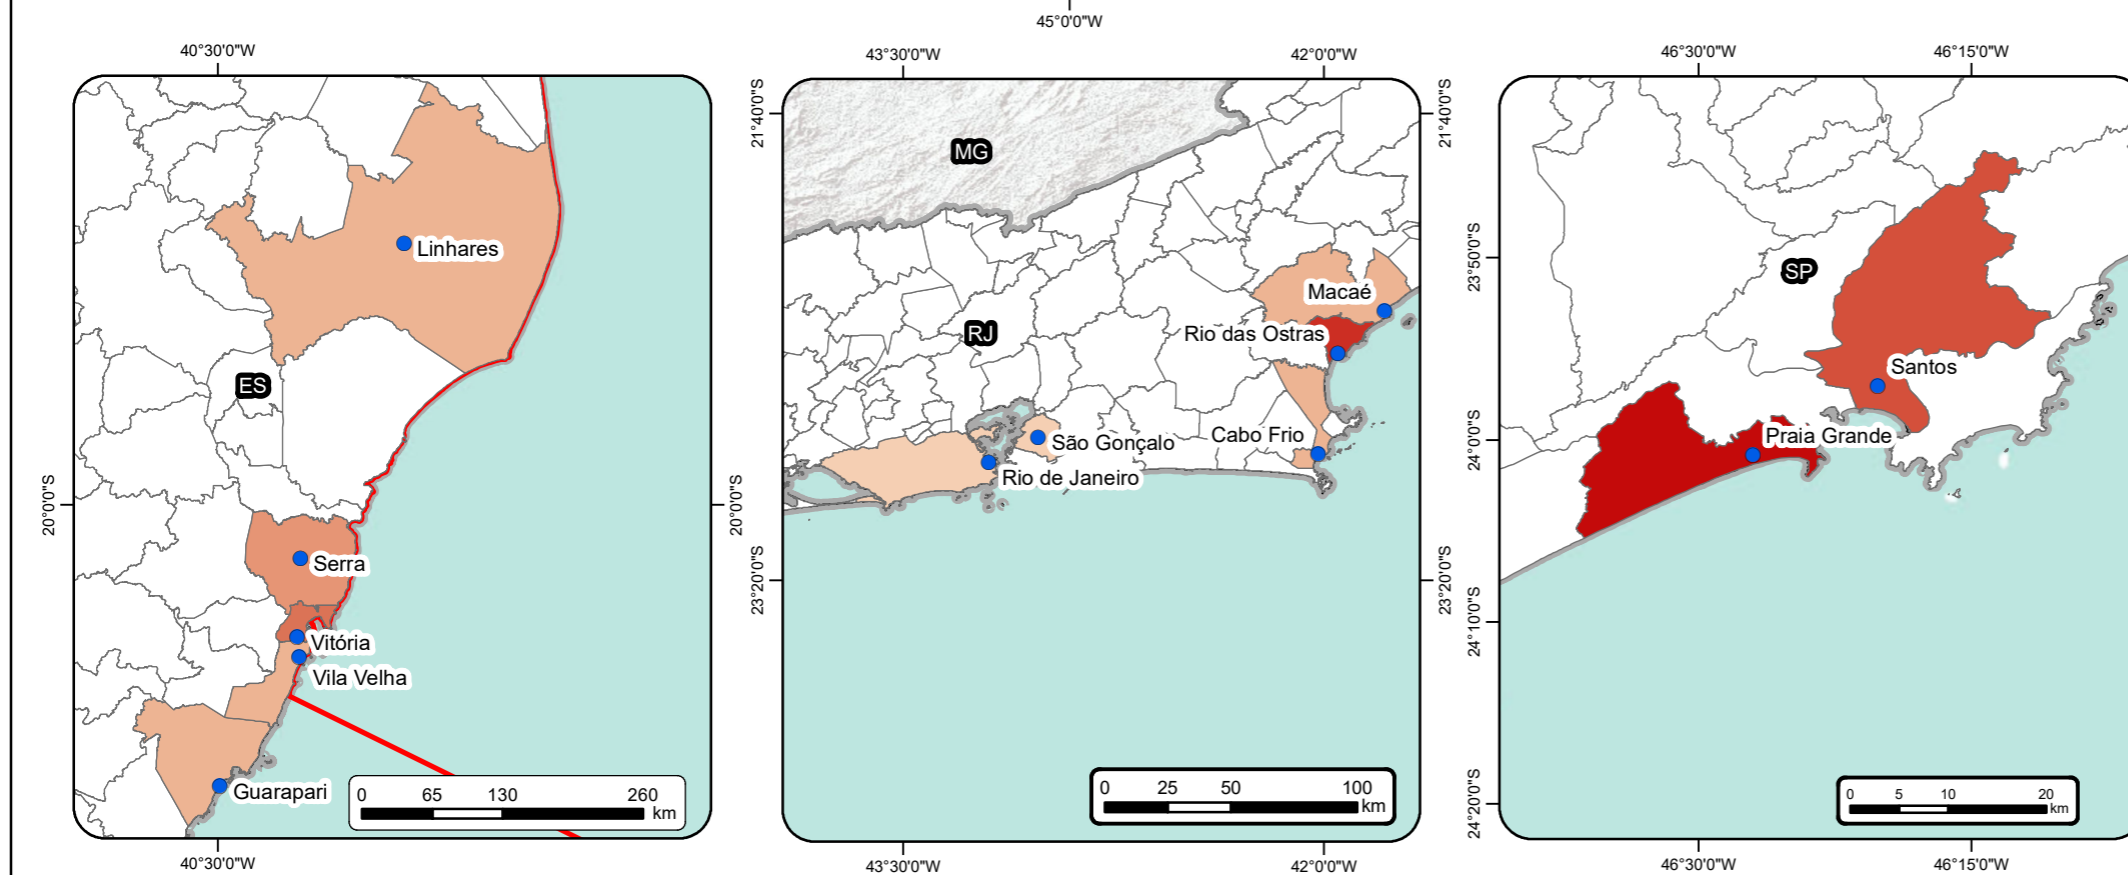 45°0'0"W
40°30'0"W
43°30'0"W
42°0'0"W
46°30'0"W
46°15'0"W
Linhares
ES
Serra
Vitória
Vila Velha
Guarapari
20°0'0"S
20°0'0"S
0 65 130 260
km
40°30'0"W
21°40'0"S
23°20'0"S
MG
RJ
Macaé
Rio das Ostras
Cabo Frio
São Gonçalo
Rio de Janeiro
0 25 50 100
km
21°40'0"S
23°20'0"S
43°30'0"W
42°0'0"W
23°50'0"S
24°0'0"S
24°10'0"S
24°20'0"S
SP
Santos
Praia Grande
0 5 10 20
km
46°30'0"W
46°15'0"W